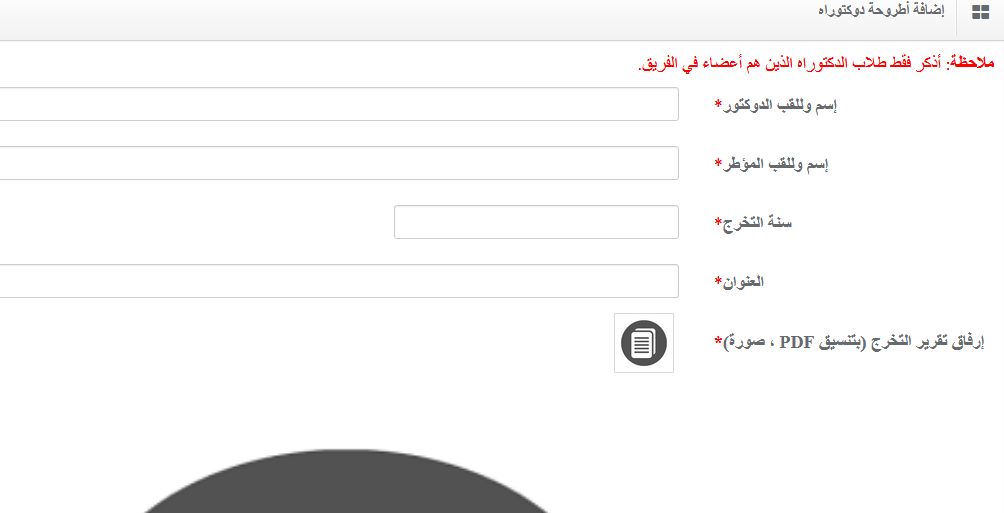 إضافة أطروحة دوكتوراه
ملاحظة: أذكر فقط طلاب الدكتوراه الذين هم أعضاء في الفريق.
إسم وللقب الدوكتور*
إسم وللقب المؤطر*
سنة التخرج*
العنوان*
إرفاق تقرير التخرج (بتنسيق PDF ، صورة)*